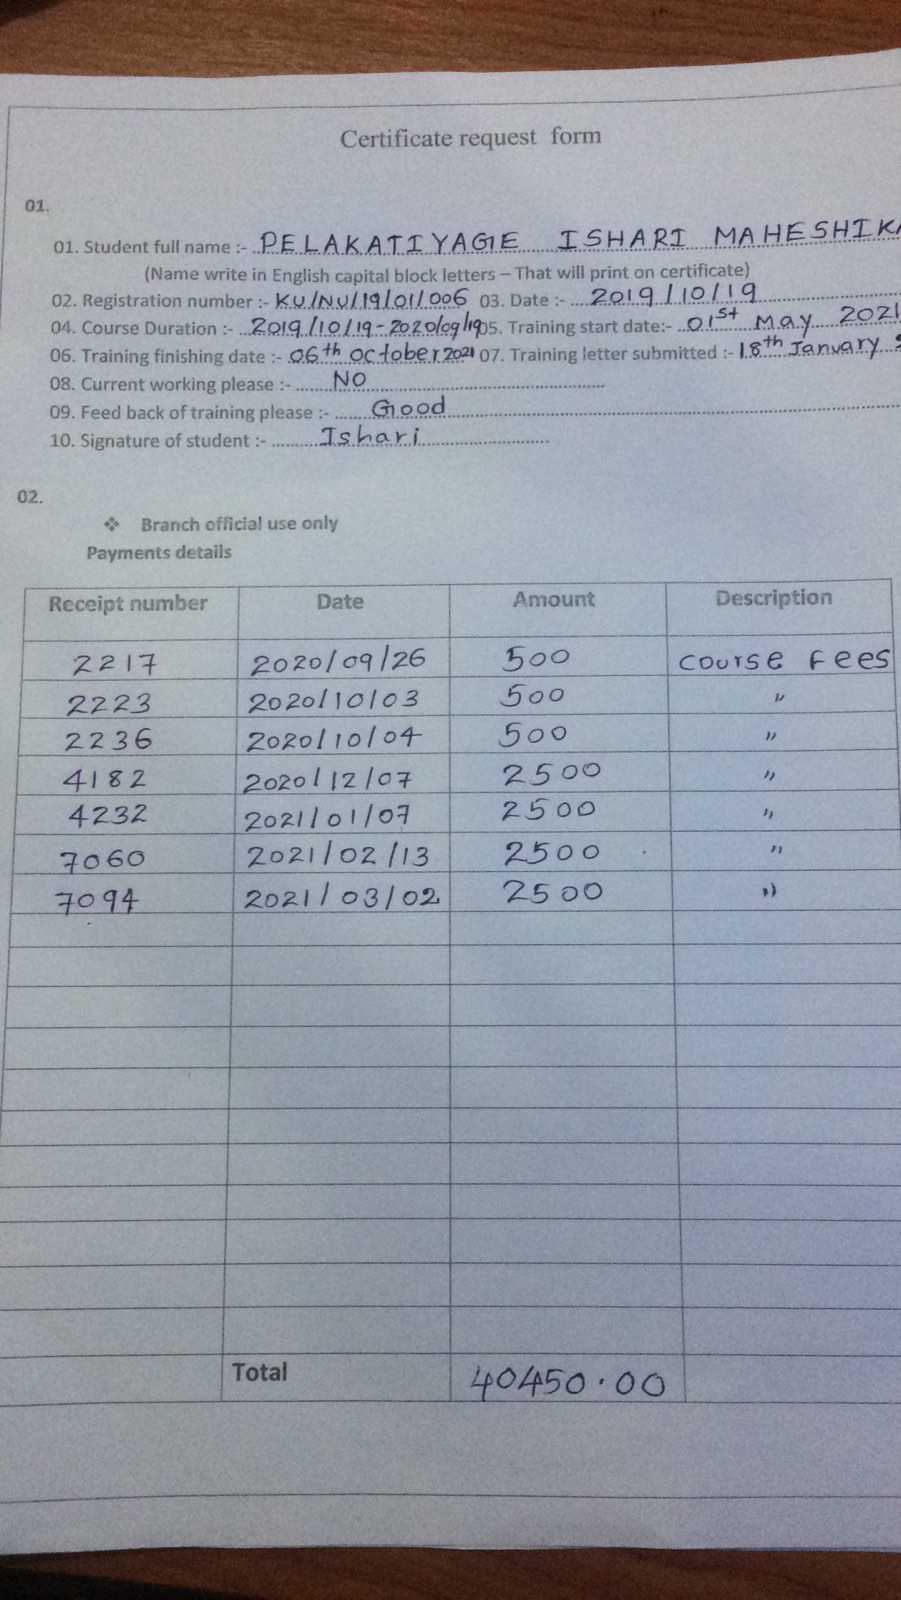 Certificate request form
01.
01. Student full name :- PELAKATIYAGE ISHARI MAHESHIKA
(Name write in English capital block letters – That will print on certificate)
02. Registration number :- KU/NU/19/01/006 03. Date :- 2019/10/19
04. Course Duration :- 2019/10/19-2020/09/19 05. Training start date:- 01st May 2021
06. Training finishing date :- 06th october 2021 07. Training letter submitted :- 18th January
08. Current working please :- NO
09. Feed back of training please :- Good
10. Signature of student :- Ishari
02.
❖ Branch official use only
Payments details
Receipt number Date Amount Description
2217 2020/09/26 500 course Fees
2223 2020/10/03 500 "
2236 2020/10/04 500 "
4182 2020/12/07 2500 "
4232 2021/01/07 2500 "
7060 2021/02/13 2500 "
7094 2021/03/02 2500 "
Total 40450.00